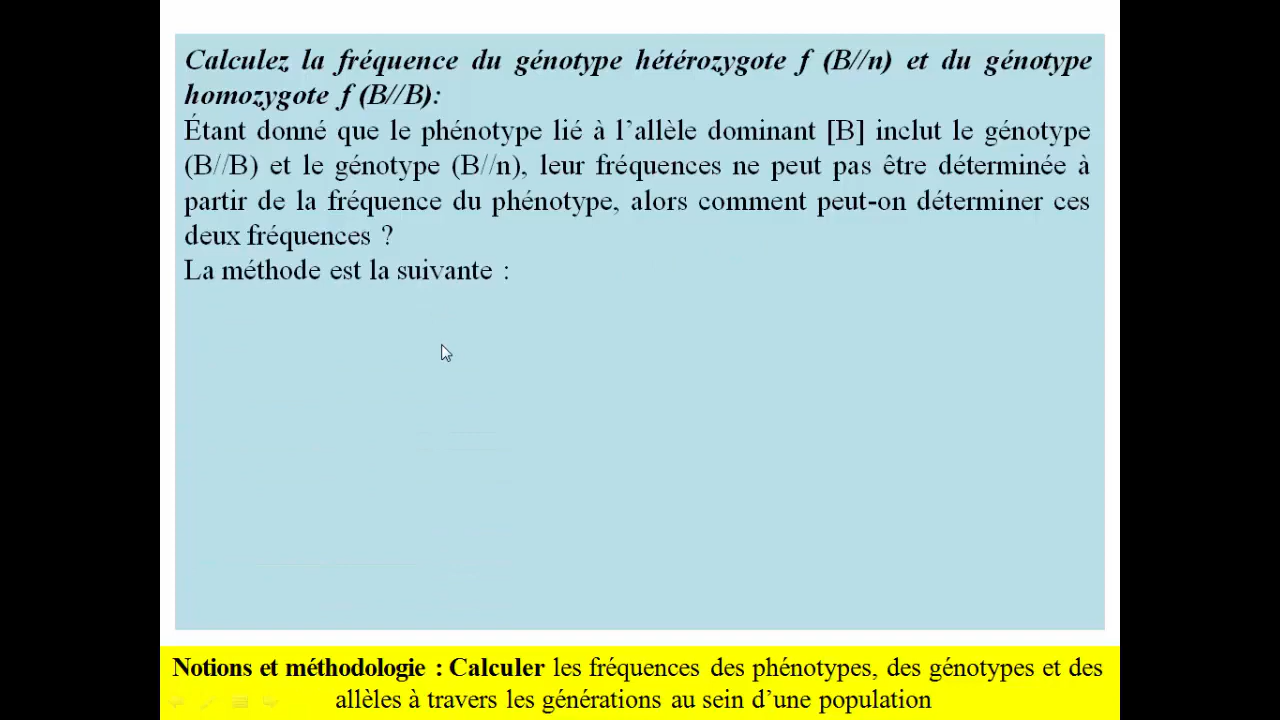 Calculez la fréquence du génotype hétérozygote f (B//n) et du génotype
homozygote f (B//B):
Étant donné que le phénotype lié à l’allèle dominant [B] inclut le génotype
(B//B) et le génotype (B//n), leur fréquences ne peut pas être déterminée à
partir de la fréquence du phénotype, alors comment peut-on déterminer ces
deux fréquences ?
La méthode est la suivante :
Notions et méthodologie : Calculer les fréquences des phénotypes, des génotypes et des
allèles à travers les générations au sein d’une population